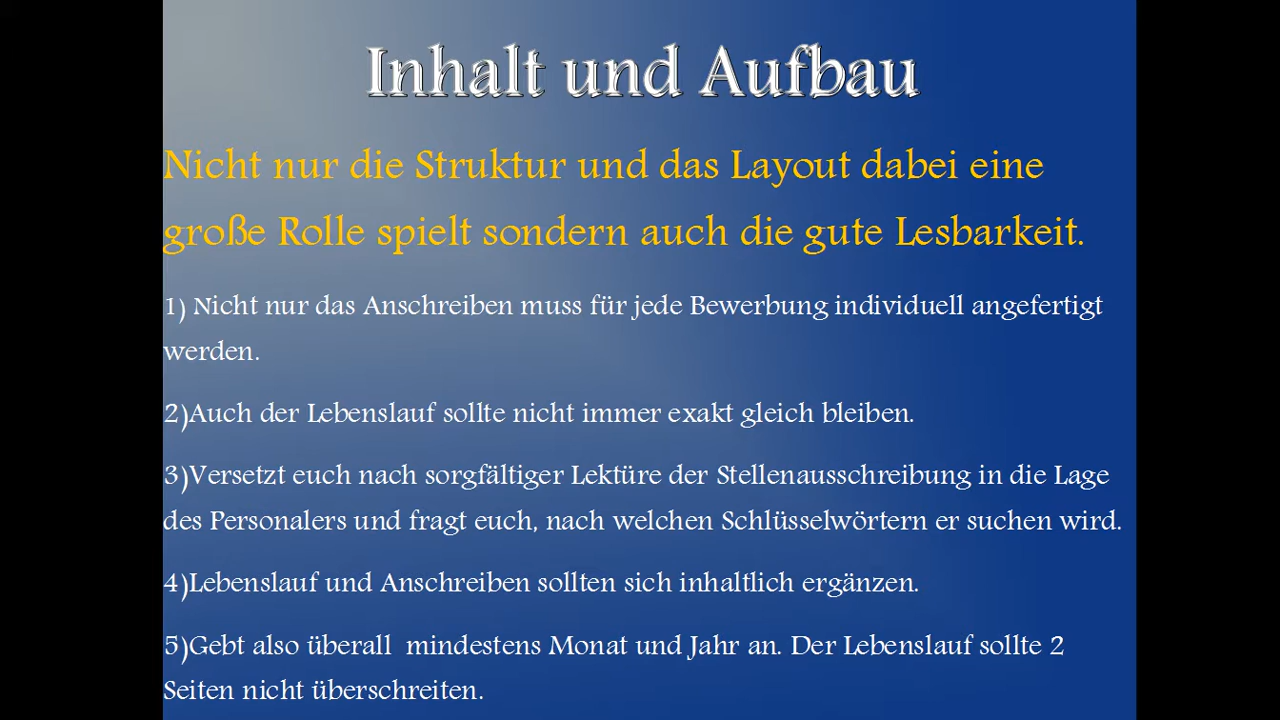 Inhalt und Aufbau
Nicht nur die Struktur und das Layout dabei eine
große Rolle spielt sondern auch die gute Lesbarkeit.
1) Nicht nur das Anschreiben muss für jede Bewerbung individuell angefertigt
werden.
2)Auch der Lebenslauf sollte nicht immer exakt gleich bleiben.
3)Versetzt euch nach sorgfältiger Lektüre der Stellenausschreibung in die Lage
des Personalers und fragt euch, nach welchen Schlüsselwörtern er suchen wird.
4)Lebenslauf und Anschreiben sollten sich inhaltlich ergänzen.
5)Gebt also überall  mindestens Monat und Jahr an. Der Lebenslauf sollte 2
Seiten nicht überschreiten.